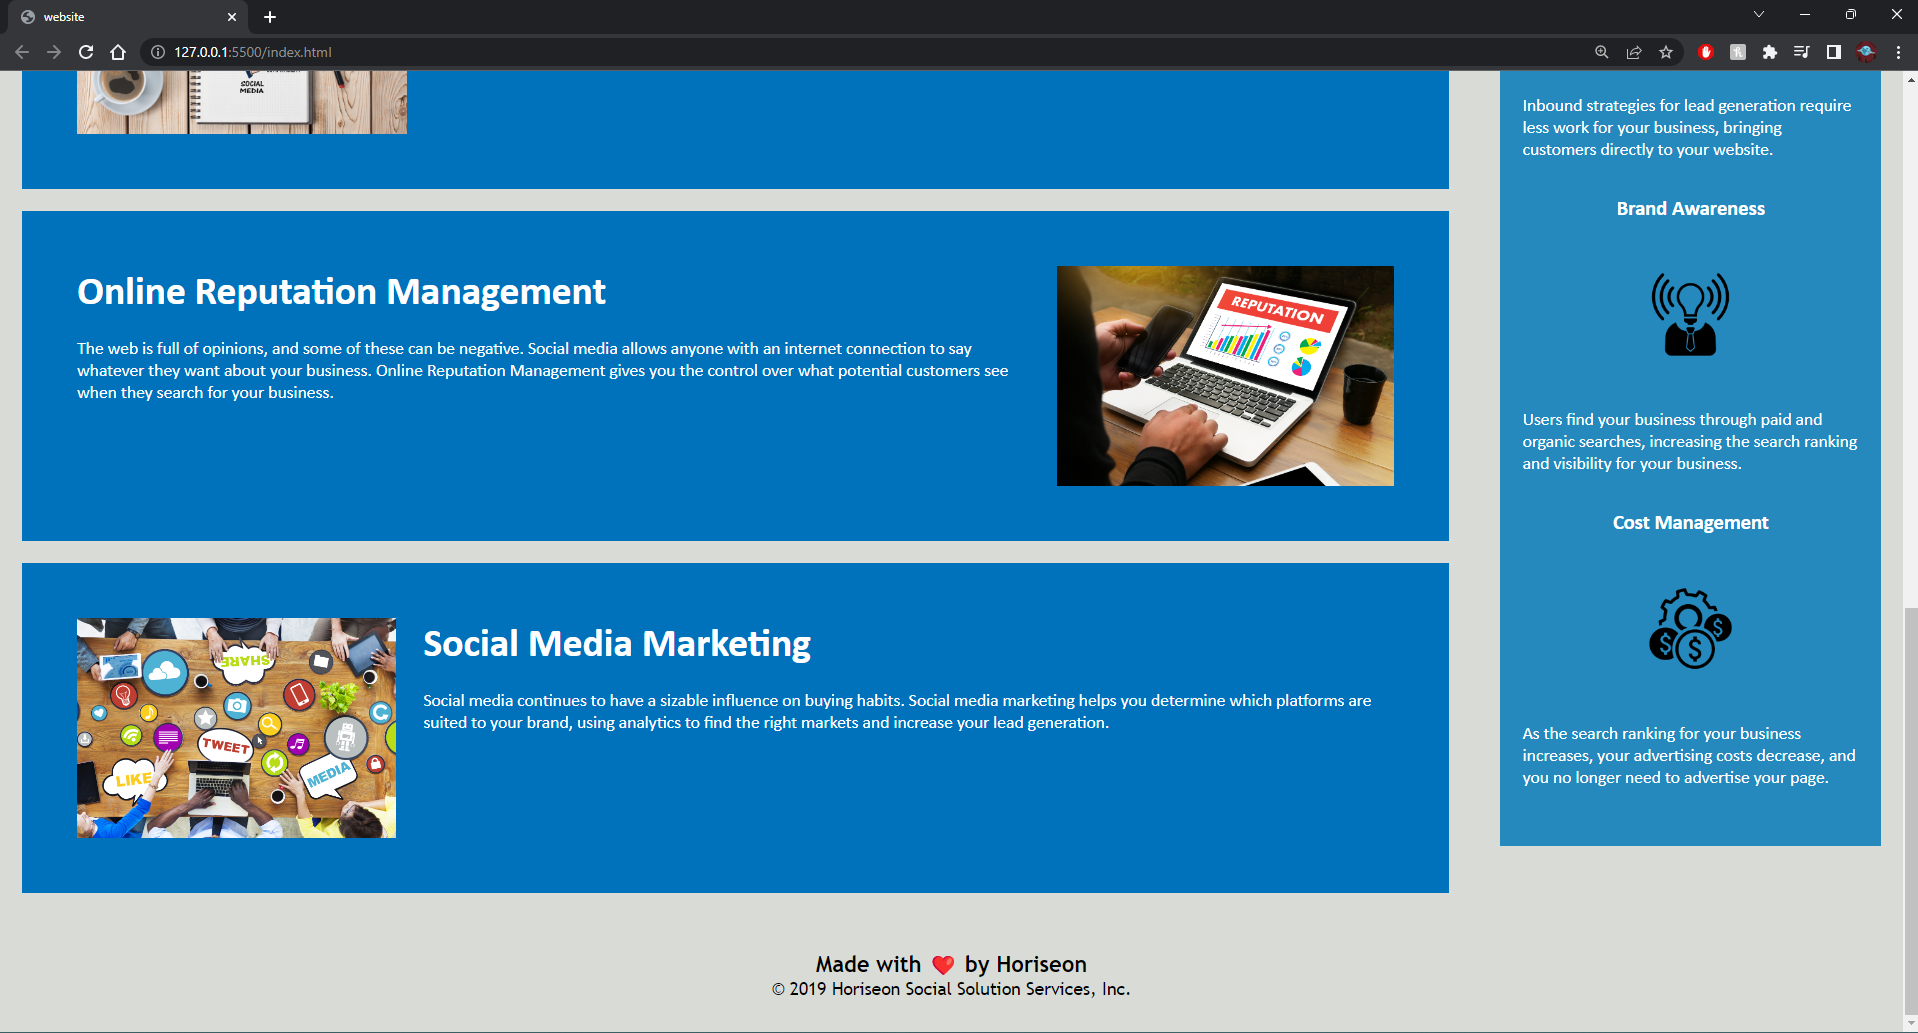 website
127.0.0.1:5500/index.html
SOCIAL
MEDIA
Online Reputation Management
The web is full of opinions, and some of these can be negative. Social media allows anyone with an internet connection to say
whatever they want about your business. Online Reputation Management gives you the control over what potential customers see
when they search for your business.
REPUTATION
SHARE
TWEET
LIKE
MEDIA
Social Media Marketing
Social media continues to have a sizable influence on buying habits. Social media marketing helps you determine which platforms are
suited to your brand, using analytics to find the right markets and increase your lead generation.
Inbound strategies for lead generation require
less work for your business, bringing
customers directly to your website.
Brand Awareness
Users find your business through paid and
organic searches, increasing the search ranking
and visibility for your business.
Cost Management
$ $ $
As the search ranking for your business
increases, your advertising costs decrease, and
you no longer need to advertise your page.
Made with ❤️ by Horiseon
© 2019 Horiseon Social Solution Services, Inc.